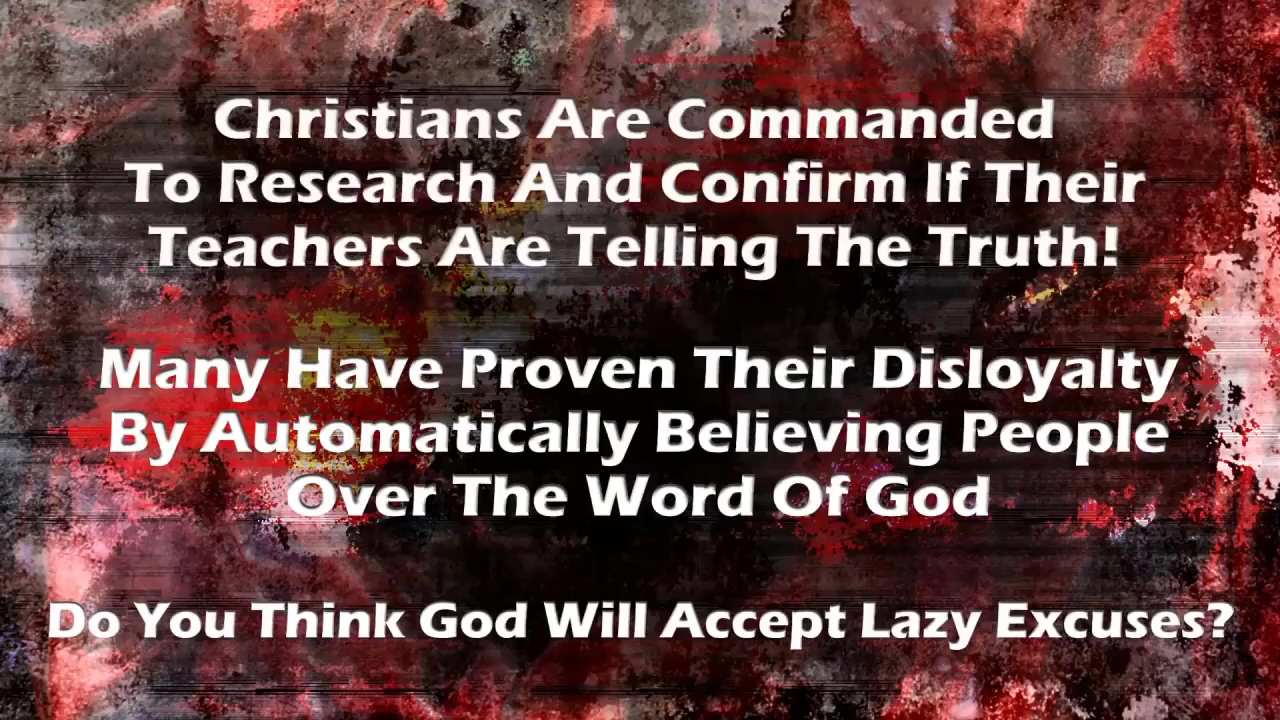 Christians Are Commanded
To Research And Confirm If Their
Teachers Are Telling The Truth!
Many Have Proven Their Disloyalty
By Automatically Believing People
Over The Word Of God
Do You Think God Will Accept Lazy Excuses?